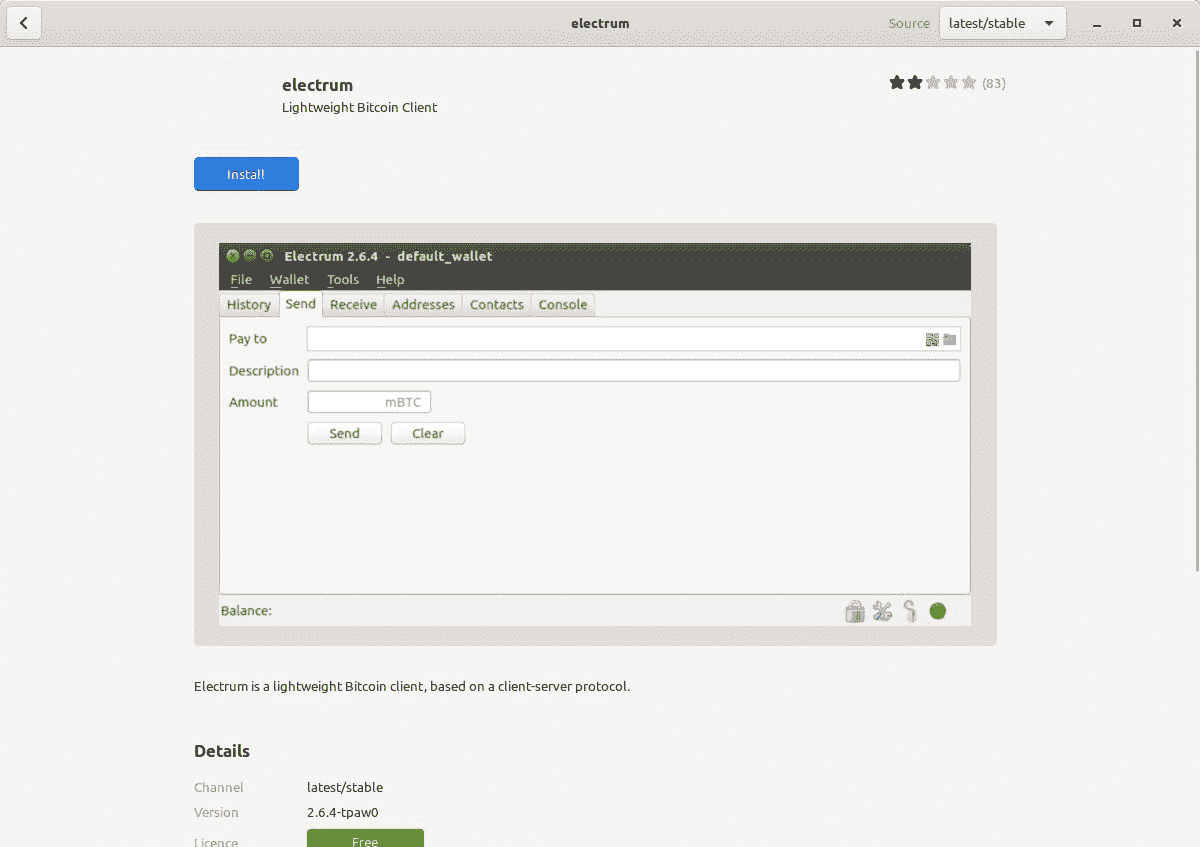 electrum
Source latest/stable
electrum
(83)
Lightweight Bitcoin Client
Install
Electrum 2.6.4 - default_wallet
File Wallet Tools Help
History Send Receive Addresses Contacts Console
Pay to
Description
Amount mBTC
Send Clear
Balance:
Electrum is a lightweight Bitcoin client, based on a client-server protocol.
Details
Channel latest/stable
Version 2.6.4-tpaw0
Licence Free